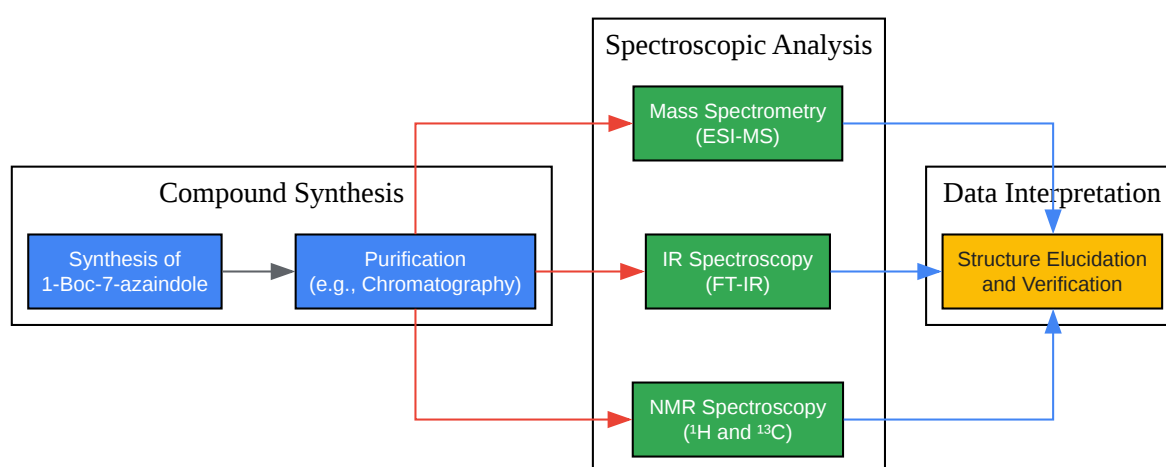 Spectroscopic Analysis
Mass Spectrometry
(ESI-MS)
Compound Synthesis
Data Interpretation
Synthesis of
1-Boc-7-azaindole
Purification
(e.g., Chromatography)
IR Spectroscopy
(FT-IR)
Structure Elucidation
and Verification
NMR Spectroscopy
(¹H and ¹³C)